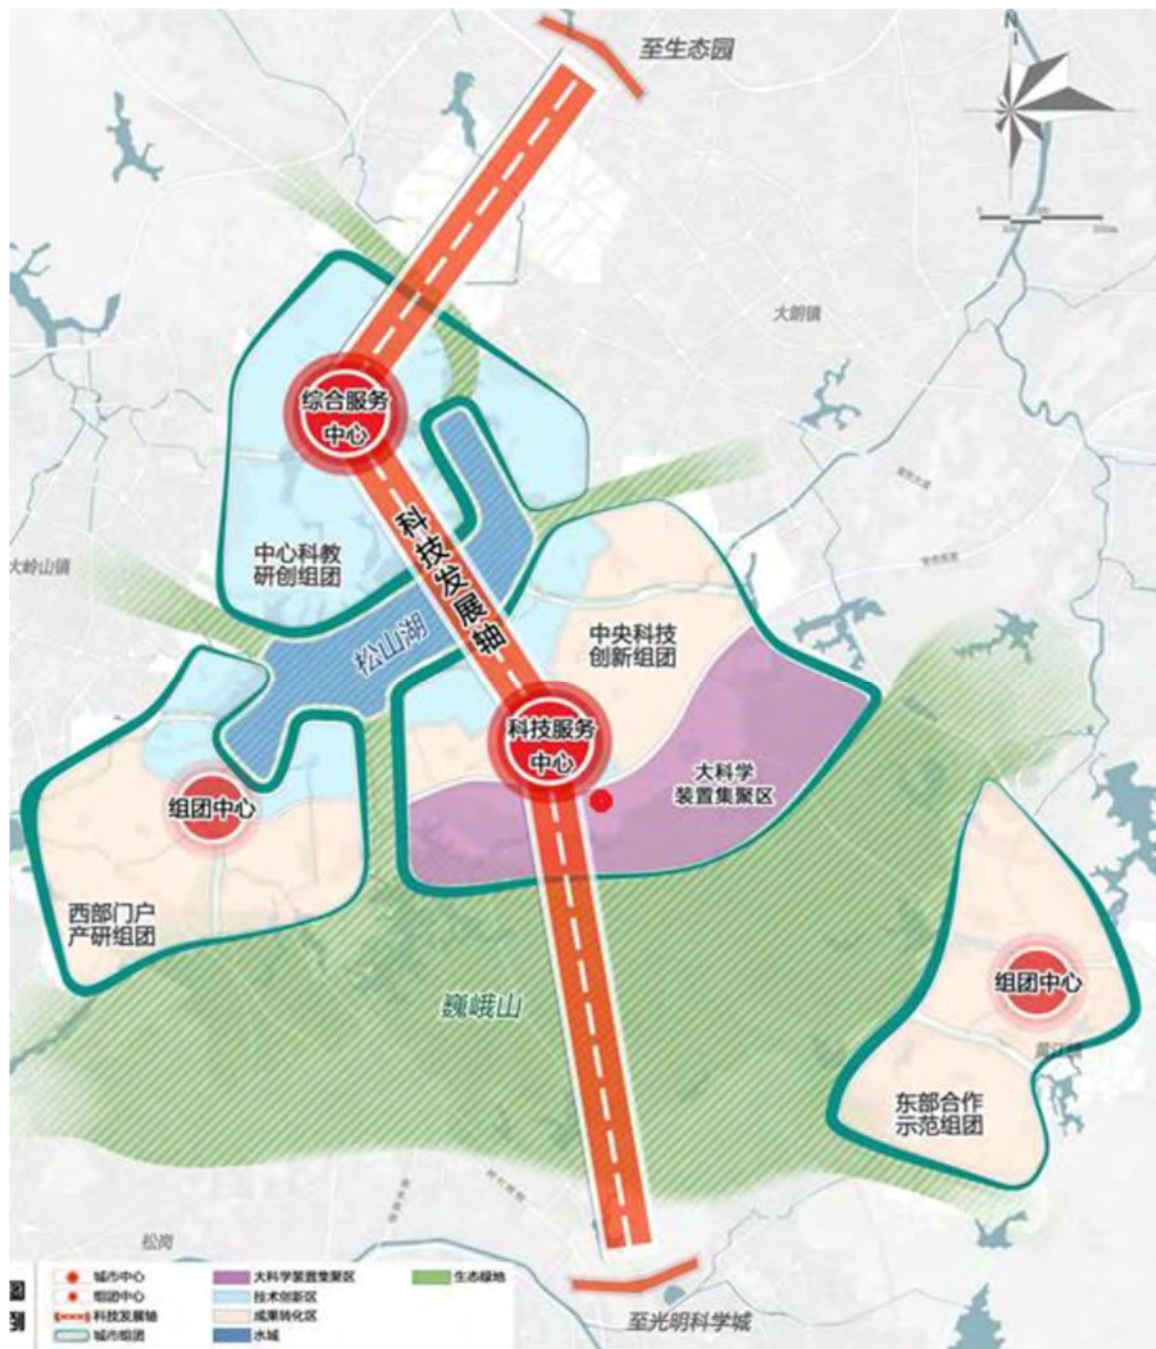 至生态园
N
大朗镇
综合服务
中心
科技发展轴
中心科教
研创组团
大岭山镇
松山湖
中央科技
创新组团
科技服务
中心
大科学
装置集聚区
组团中心
西部门户
产研组团
巍峨山
组团中心
黄江镇
东部合作
示范组团
松岗
至光明科学城
城市中心
组团中心
科技发展轴
城市组团
大科学装置集聚区
技术创新区
成果转化区
水域
生态绿地